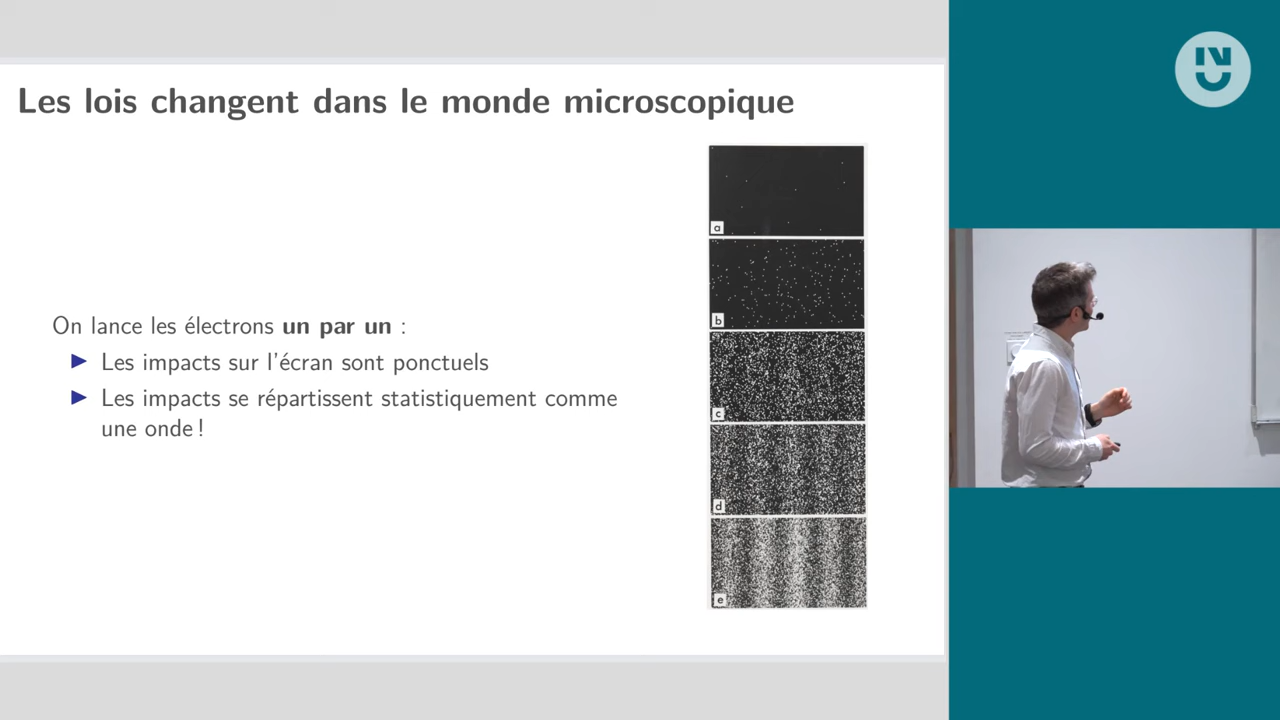 Les lois changent dans le monde microscopique
On lance les électrons un par un :
▶ Les impacts sur l'écran sont ponctuels
▶ Les impacts se répartissent statistiquement comme
une onde !
a
b
c
d
e